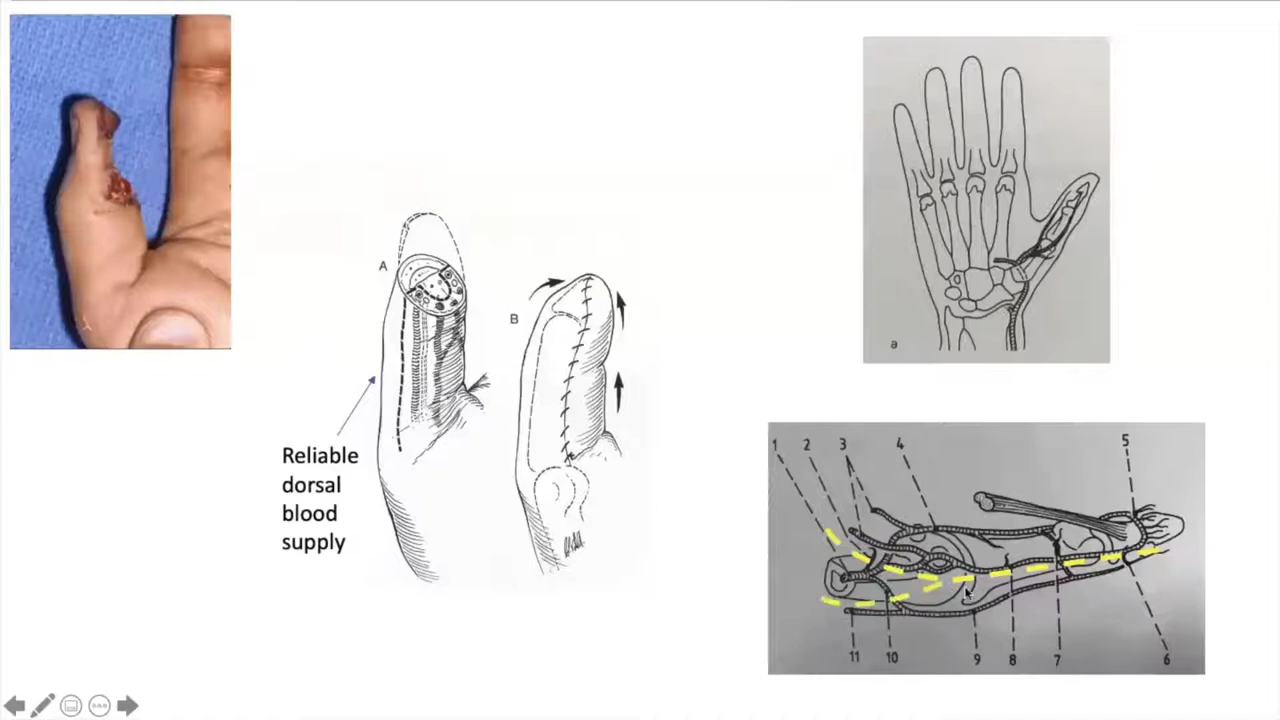 A
B
Reliable
dorsal
blood
supply
a
1 2 3 4 5
11 10 9 8 7 6